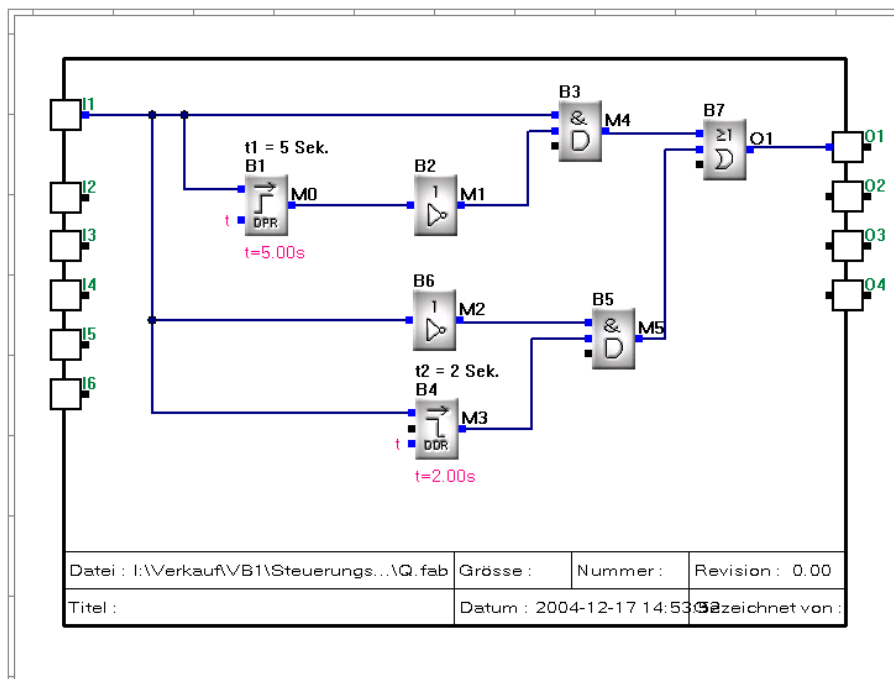 I1
I2
I3
I4
I5
I6
t1 = 5 Sek.
B1
M0
DPR
t
t=5.00s
B2
1
M1
B3
&
M4
B7
≥1
O1
B6
1
M2
t2 = 2 Sek.
B4
M3
DDR
t
t=2.00s
B5
&
M5
O1
O2
O3
O4
Datei : I:\Verkauf\VB1\Steuerungs...\Q.fab
Grösse :
Nummer :
Revision : 0.00
Titel :
Datum : 2004-12-17 14:53:52
Gezeichnet von :